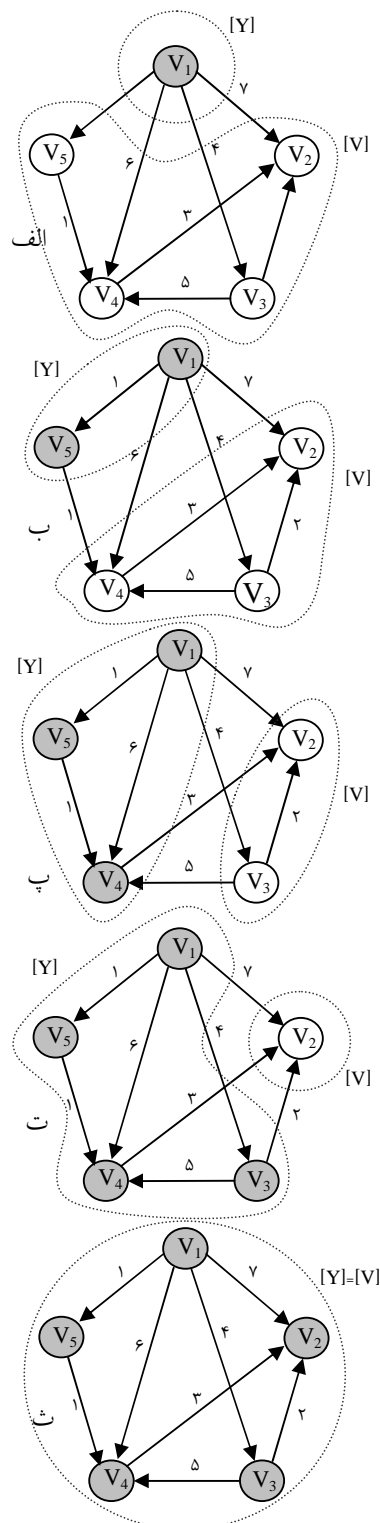 [Y]
V1
۷
V5
V2
[V]
۶
۴
۳
۱
الف
V4
۵
V3
[Y]
V1
۱
۷
V5
V2
۶
۴
[V]
۳
۱
۲
ب
V4
۵
V3
[Y]
V1
۱
۷
V5
V2
۶
۴
[V]
۳
۱
۲
پ
V4
۵
V3
[Y]
V1
۱
۷
V5
V2
۶
۴
[V]
۳
۱
۲
ت
V4
۵
V3
V1
[Y]=[V]
۱
۷
V5
V2
۶
۴
۳
۱
۲
ث
V4
۵
V3